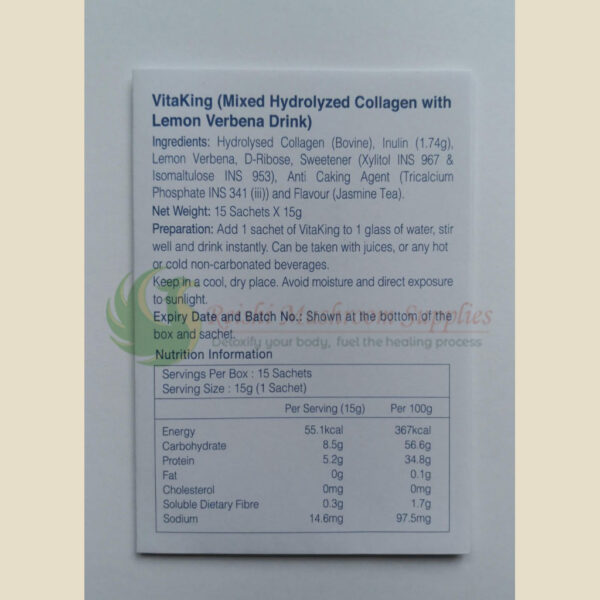 VitaKing (Mixed Hydrolyzed Collagen with
Lemon Verbena Drink)
Ingredients: Hydrolysed Collagen (Bovine), Inulin (1.74g),
Lemon Verbena, D-Ribose, Sweetener (Xylitol INS 967 &
Isomaltulose INS 953), Anti Caking Agent (Tricalcium
Phosphate INS 341 (iii)) and Flavour (Jasmine Tea).
Net Weight: 15 Sachets X 15g
Preparation: Add 1 sachet of VitaKing to 1 glass of water, stir
well and drink instantly. Can be taken with juices, or any hot
or cold non-carbonated beverages.
Keep in a cool, dry place. Avoid moisture and direct exposure
to sunlight.
Reishi Mushroom Supplies
Expiry Date and Batch No.: Shown at the bottom of the
box and sachet.
Detoxify your body, fuel the healing process
Nutrition Information
Servings Per Box : 15 Sachets
Serving Size : 15g (1 Sachet)
Per Serving (15g) Per 100g
Energy 55.1kcal 367kcal
Carbohydrate 8.5g 56.6g
Protein 5.2g 34.8g
Fat 0g 0.1g
Cholesterol 0mg 0mg
Soluble Dietary Fibre 0.3g 1.7g
Sodium 14.6mg 97.5mg